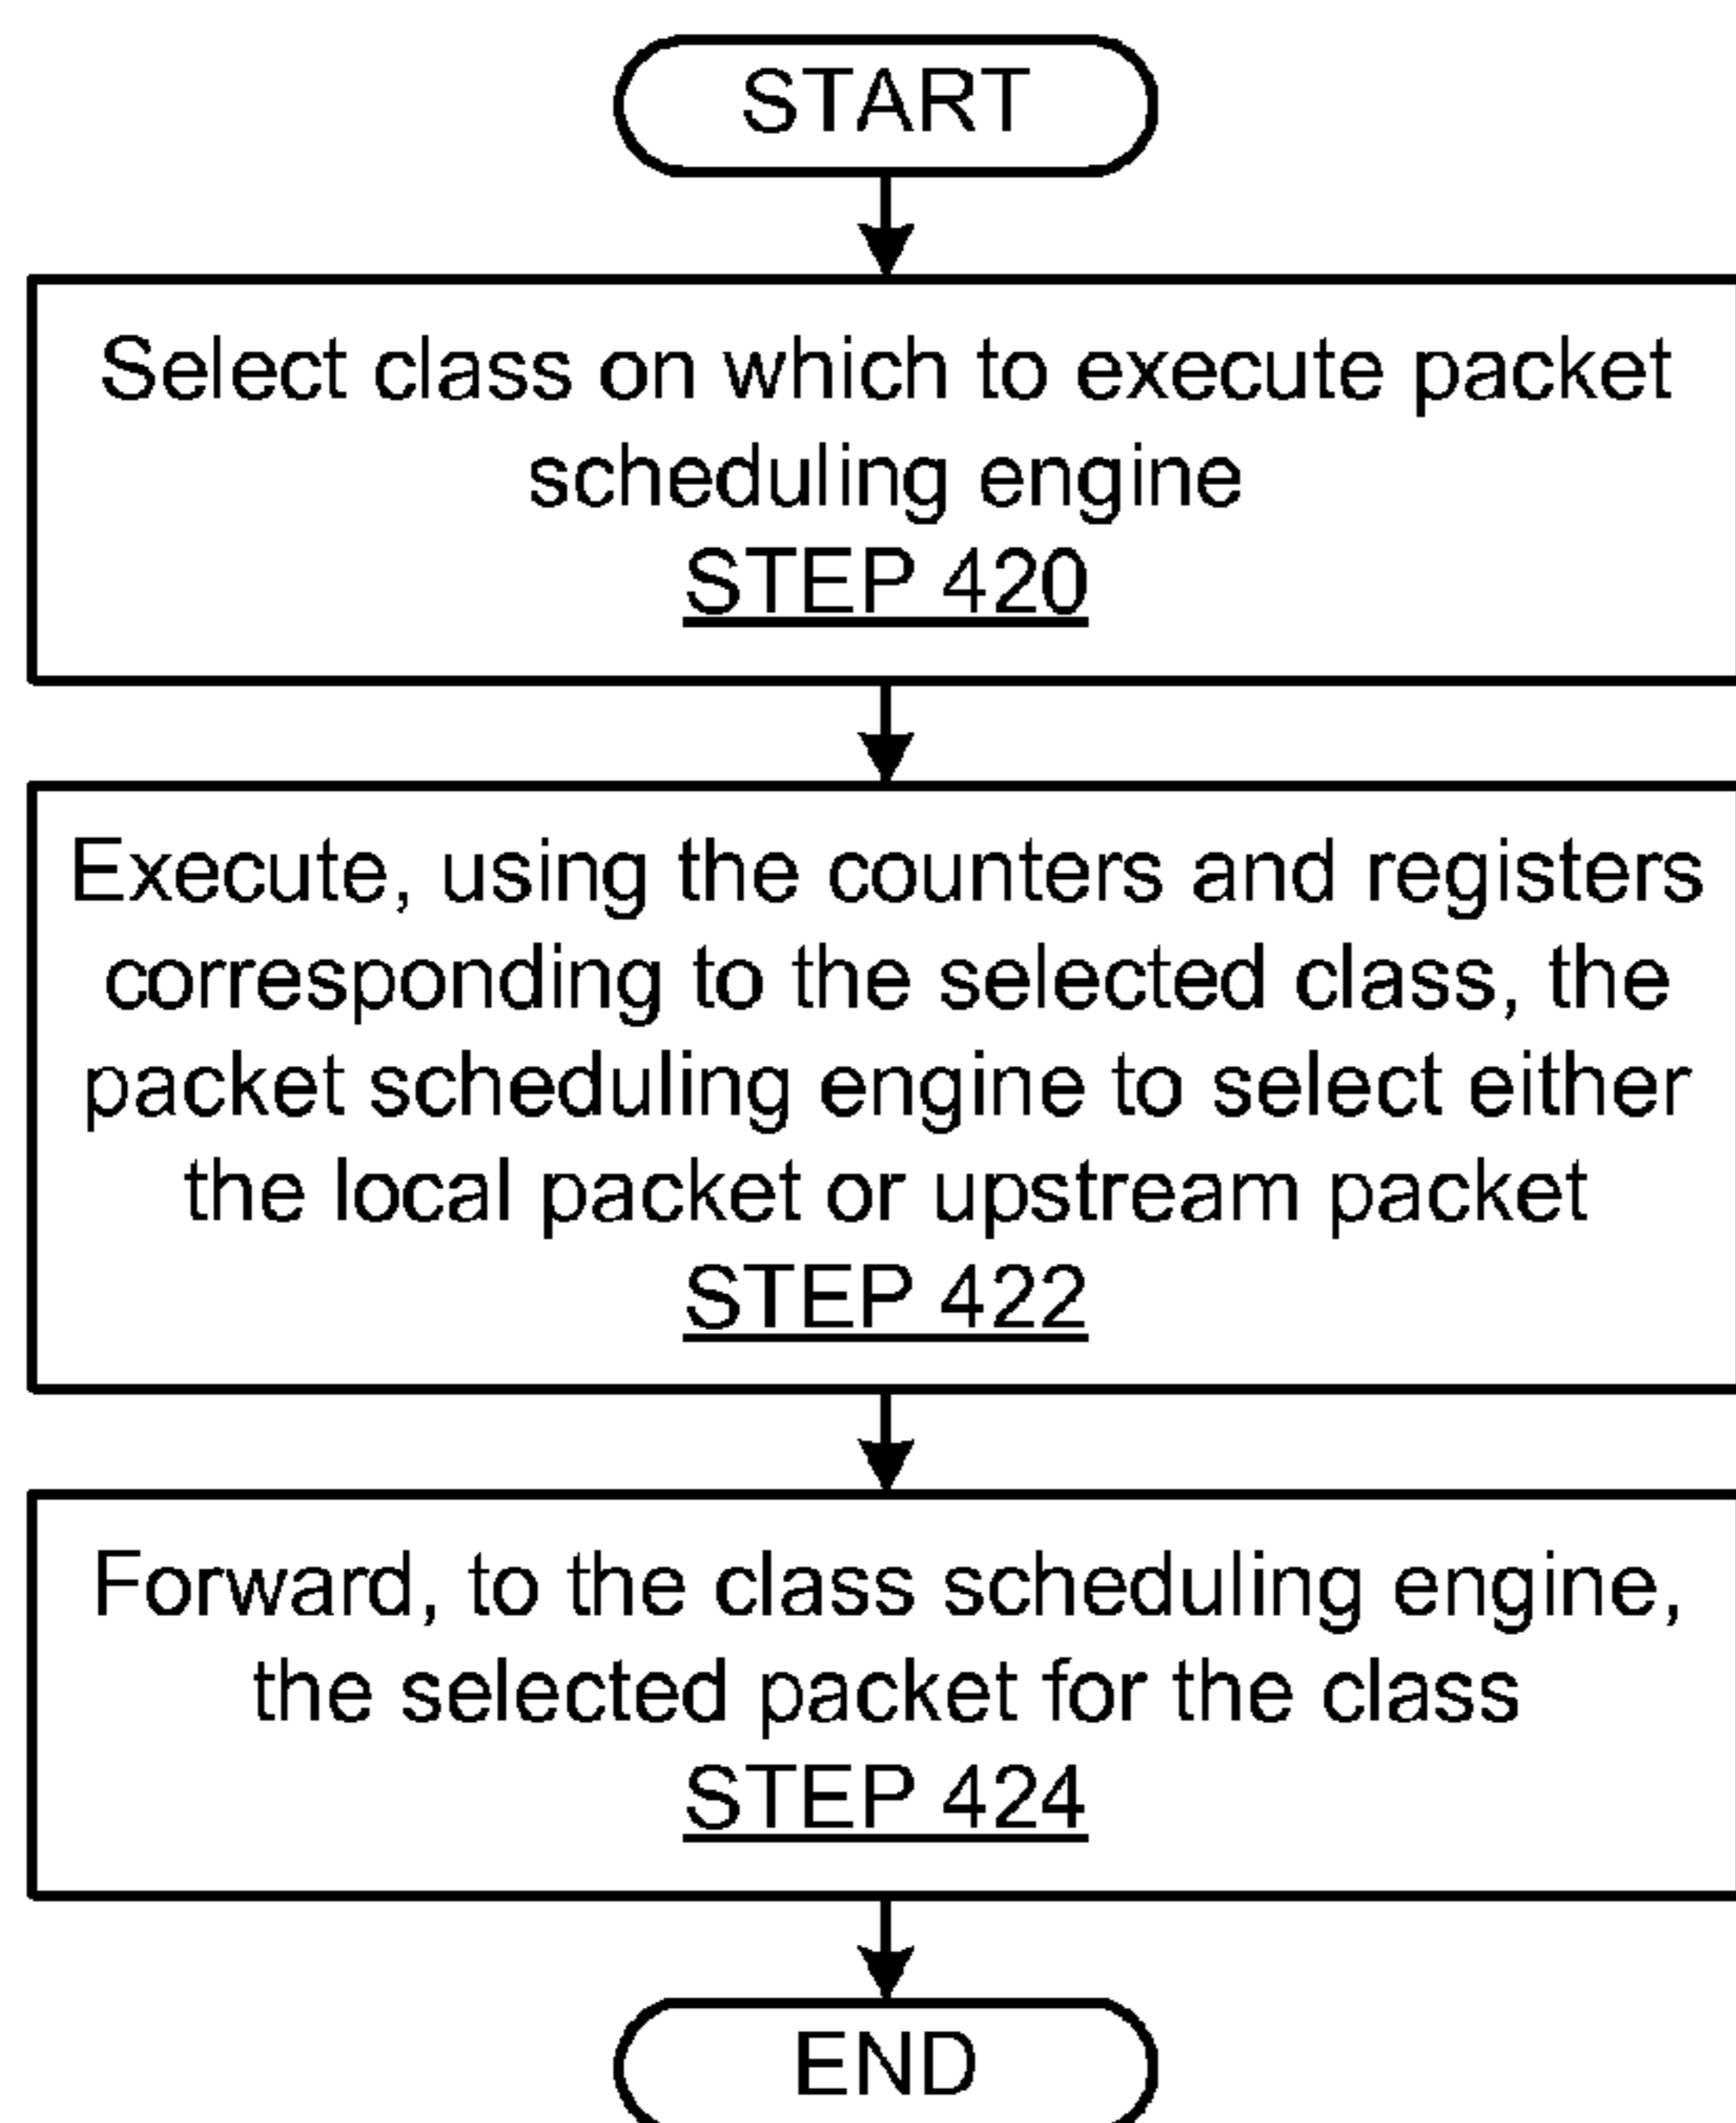 START
Select class on which to execute packet
scheduling engine
STEP 420
Execute, using the counters and registers
corresponding to the selected class, the
packet scheduling engine to select either
the local packet or upstream packet
STEP 422
Forward, to the class scheduling engine,
the selected packet for the class
STEP 424
END